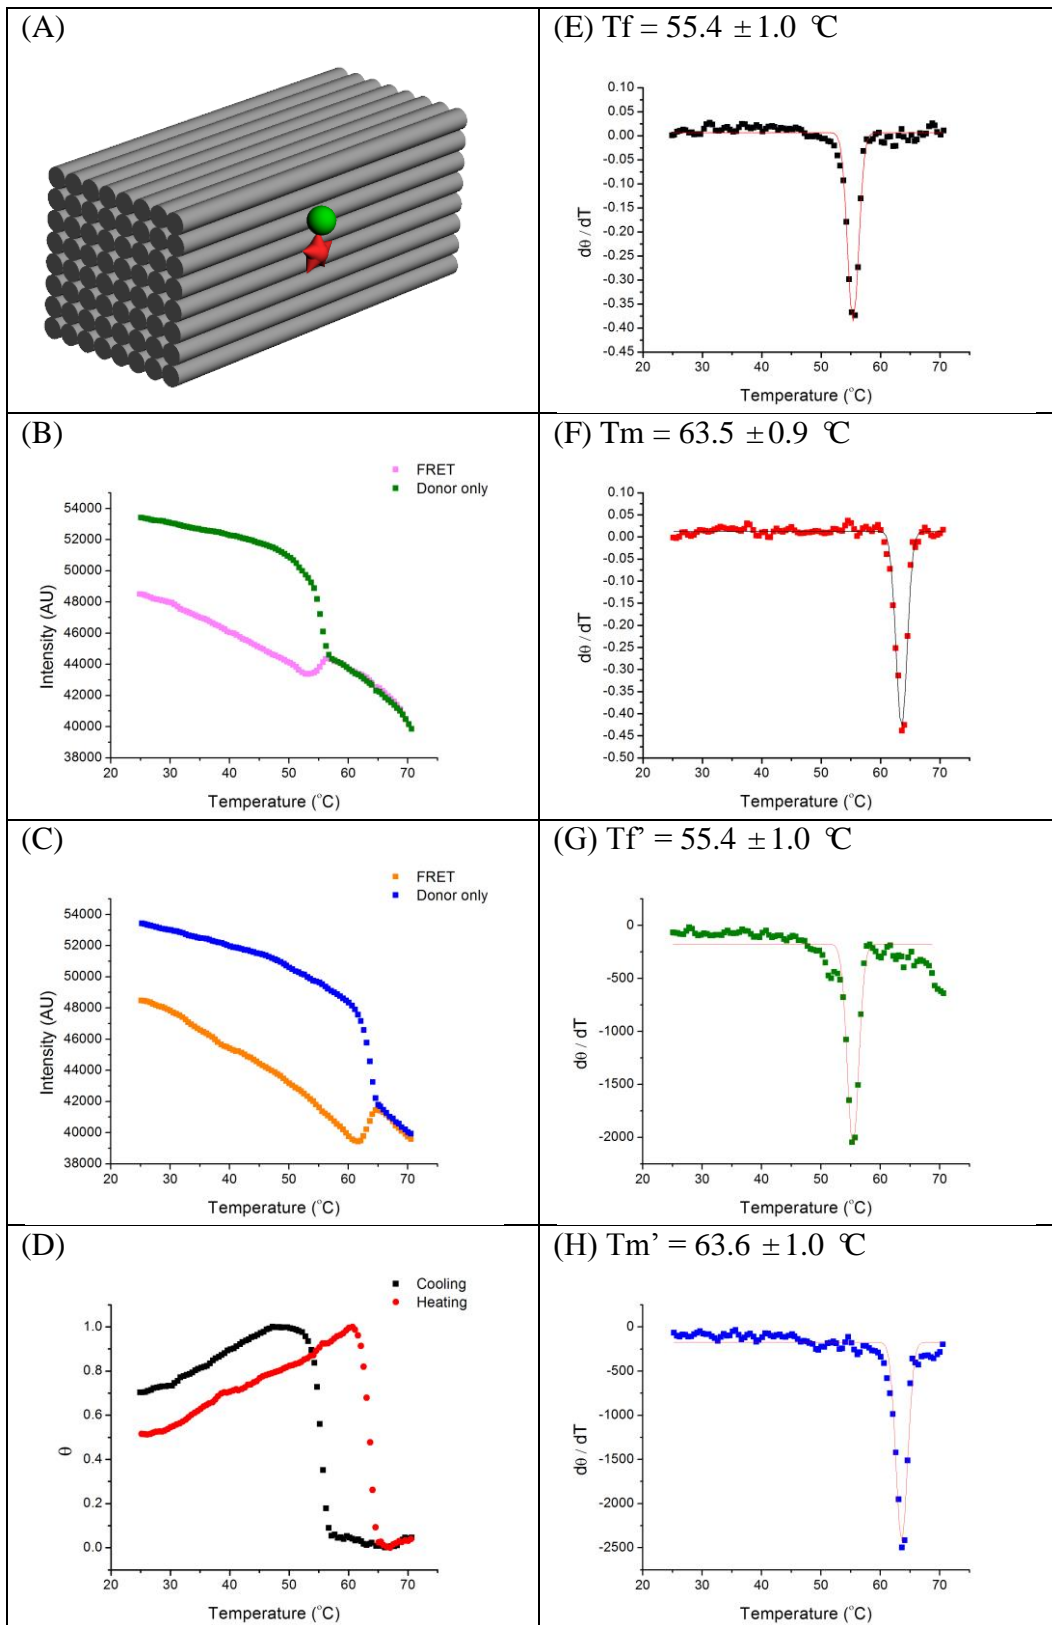 (A)
(E) Tf = 55.4 ±1.0 ℃
0.10
0.05
0.00
-0.05
-0.10
-0.15
-0.20
-0.25
-0.30
-0.35
-0.40
-0.45
dθ / dT
20 30 40 50 60 70
Temperature (°C)
(B)
FRET
Donor only
54000
52000
50000
48000
46000
44000
42000
40000
38000
Intensity (AU)
20 30 40 50 60 70
Temperature (°C)
(F) Tm = 63.5 ±0.9 ℃
0.10
0.05
0.00
-0.05
-0.10
-0.15
-0.20
-0.25
-0.30
-0.35
-0.40
-0.45
-0.50
dθ / dT
20 30 40 50 60 70
Temperature (°C)
(C)
FRET
Donor only
54000
52000
50000
48000
46000
44000
42000
40000
38000
Intensity (AU)
20 30 40 50 60 70
Temperature (°C)
(G) Tf’ = 55.4 ±1.0 ℃
0
-500
-1000
-1500
-2000
dθ / dT
20 30 40 50 60 70
Temperature (°C)
(D)
Cooling
Heating
1.0
0.8
0.6
0.4
0.2
0.0
θ
20 30 40 50 60 70
Temperature (°C)
(H) Tm’ = 63.6 ±1.0 ℃
0
-500
-1000
-1500
-2000
-2500
dθ / dT
20 30 40 50 60 70
Temperature (°C)